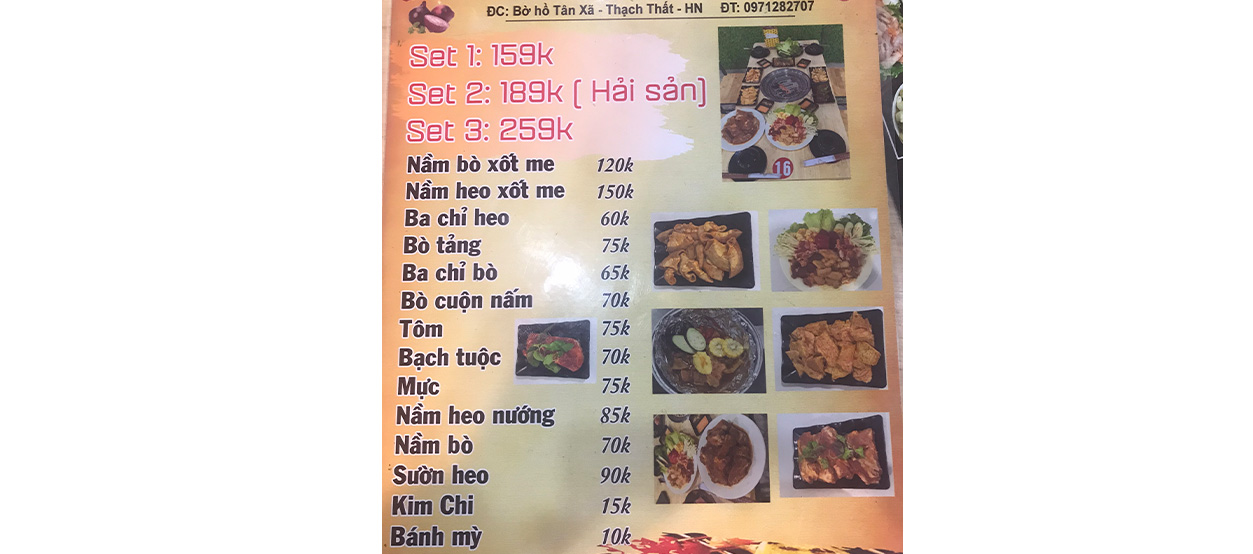 ĐC: Bờ hồ Tân Xã - Thạch Thất - HN ĐT: 0971282707
Set 1: 159k
Set 2: 189k ( Hải sản)
Set 3: 259k
16
Nầm bò xốt me 120k
Nầm heo xốt me 150k
Ba chỉ heo 60k
Bò tảng 75k
Ba chỉ bò 65k
Bò cuộn nấm 70k
Tôm 75k
Bạch tuộc 70k
Mực 75k
Nầm heo nướng 85k
Nầm bò 70k
Sườn heo 90k
Kim Chi 15k
Bánh mỳ 10k